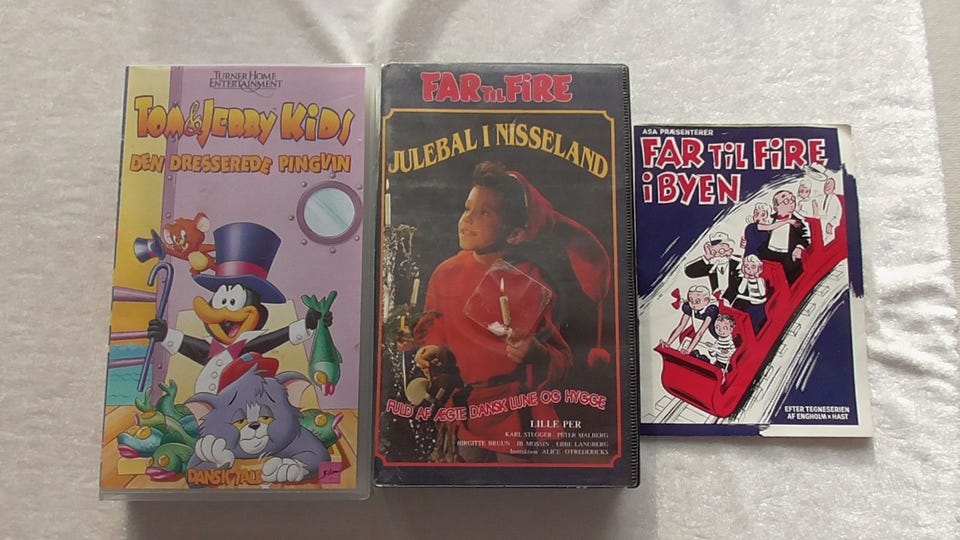 TURNER HOME
ENTERTAINMENT
TOM & JERRY KIDS
DEN DRESSEREDE PINGVIN
DANSK TALE
Film
FAR TIL FIRE
JULEBAL I NISSELAND
FULD AF ÆGTE DANSK LUNE OG HYGGE
LILLE PER
KARL STEGGER · PETER MALBERG
BIRGITTE BRUUN · IB MOSSIN · EBBE LANGBERG
Instruktion ALICE O'FREDERICKS
ASA PRÆSENTERER
FAR TIL FIRE
i BYEN
EFTER TEGNESERIEN
AF ENGHOLM & HAST